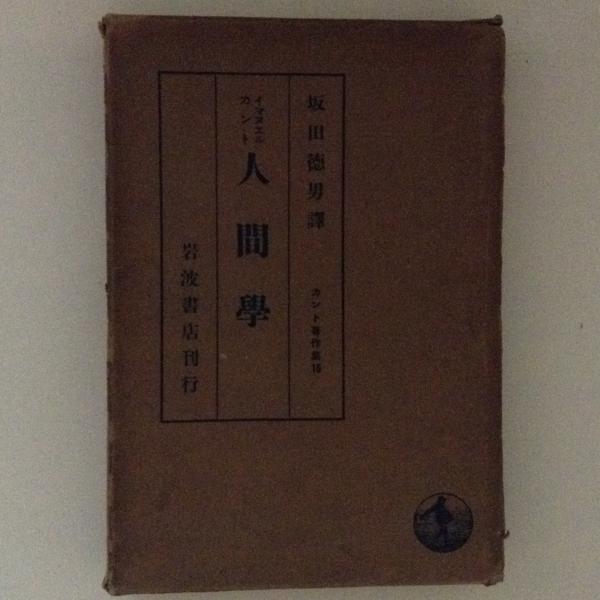 坂田徳男譯
カント著作集16
イマヌエル
カント
人間學
岩波書店刊行